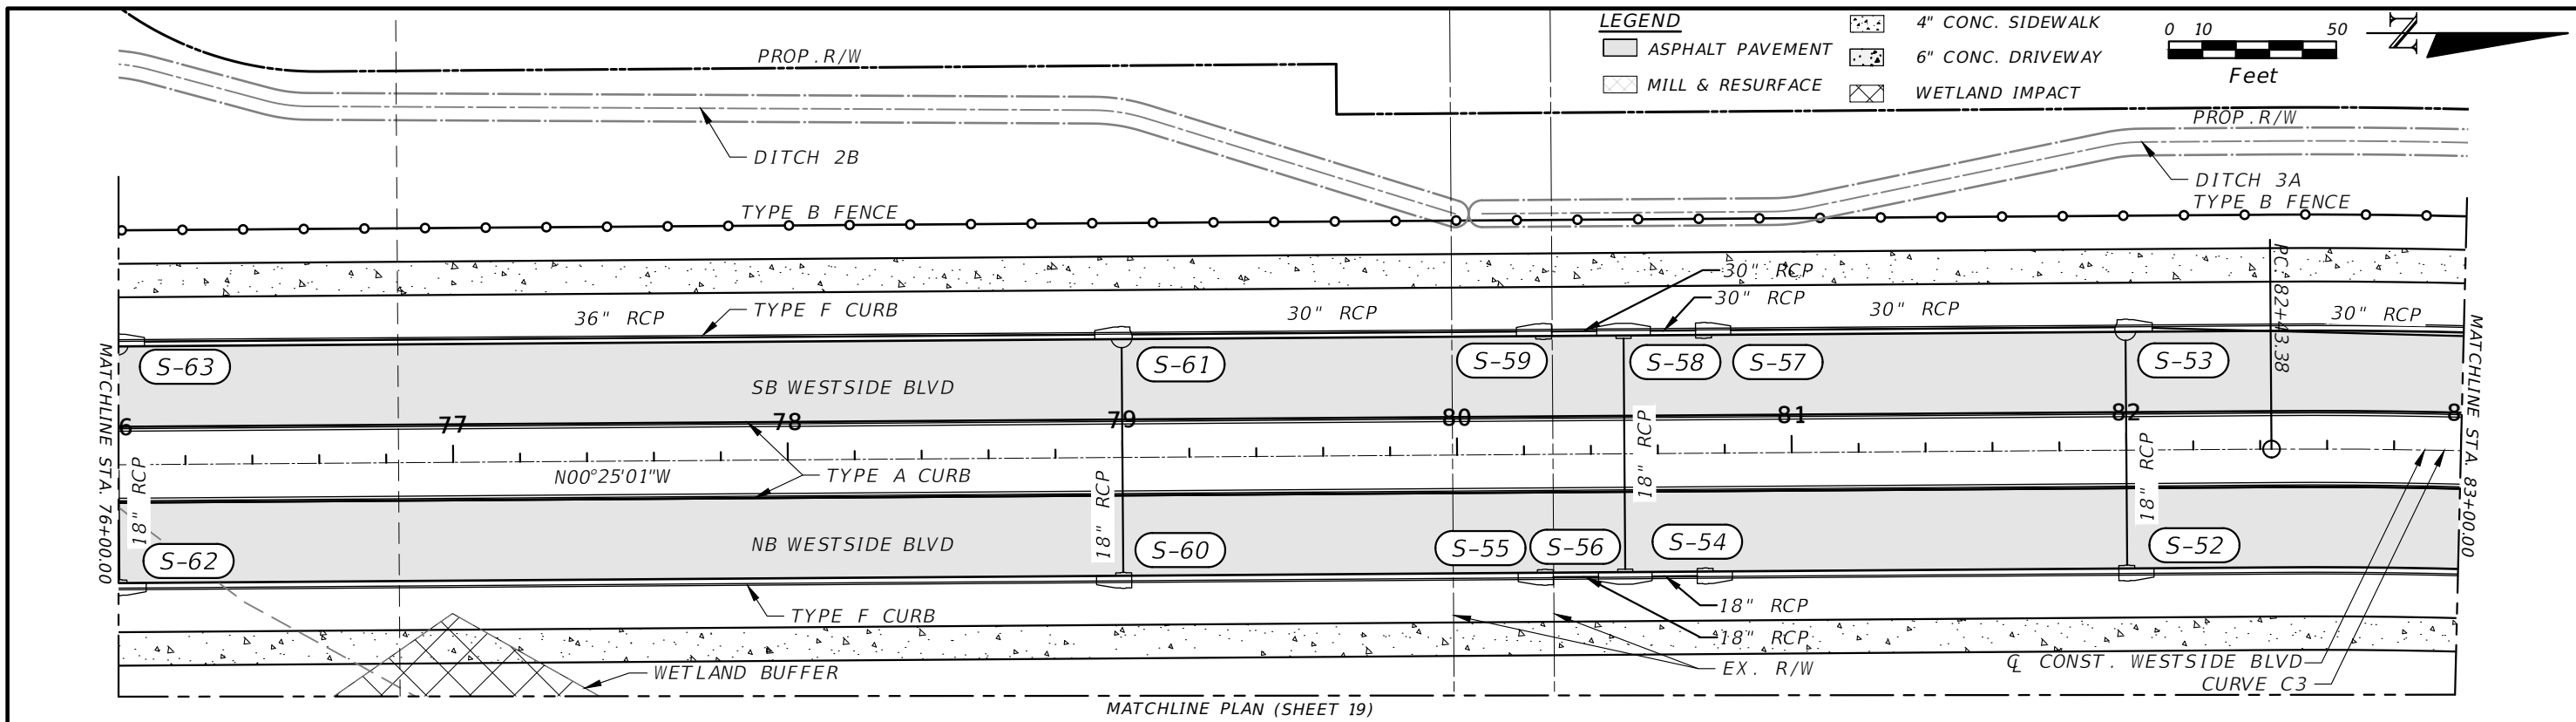 LEGEND
ASPHALT PAVEMENT
MILL & RESURFACE
4" CONC. SIDEWALK
6" CONC. DRIVEWAY
WETLAND IMPACT
0 10 50
Feet
N
PROP. R/W
PROP. R/W
DITCH 2B
DITCH 3A
TYPE B FENCE
TYPE B FENCE
30" RCP
30" RCP
36" RCP
TYPE F CURB
30" RCP
30" RCP
30" RCP
P.C. 82+43.38
MATCHLINE STA. 76+00.00
MATCHLINE STA. 83+00.00
S-63
S-61
S-59
S-58
S-57
S-53
SB WESTSIDE BLVD
6 77 78 79 80 81 82 8
N00°25'01"W
TYPE A CURB
18" RCP
18" RCP
18" RCP
18" RCP
NB WESTSIDE BLVD
S-62
S-60
S-55
S-56
S-54
S-52
TYPE F CURB
18" RCP
18" RCP
WETLAND BUFFER
EX. R/W
℄ CONST. WESTSIDE BLVD
CURVE C3
MATCHLINE PLAN (SHEET 19)